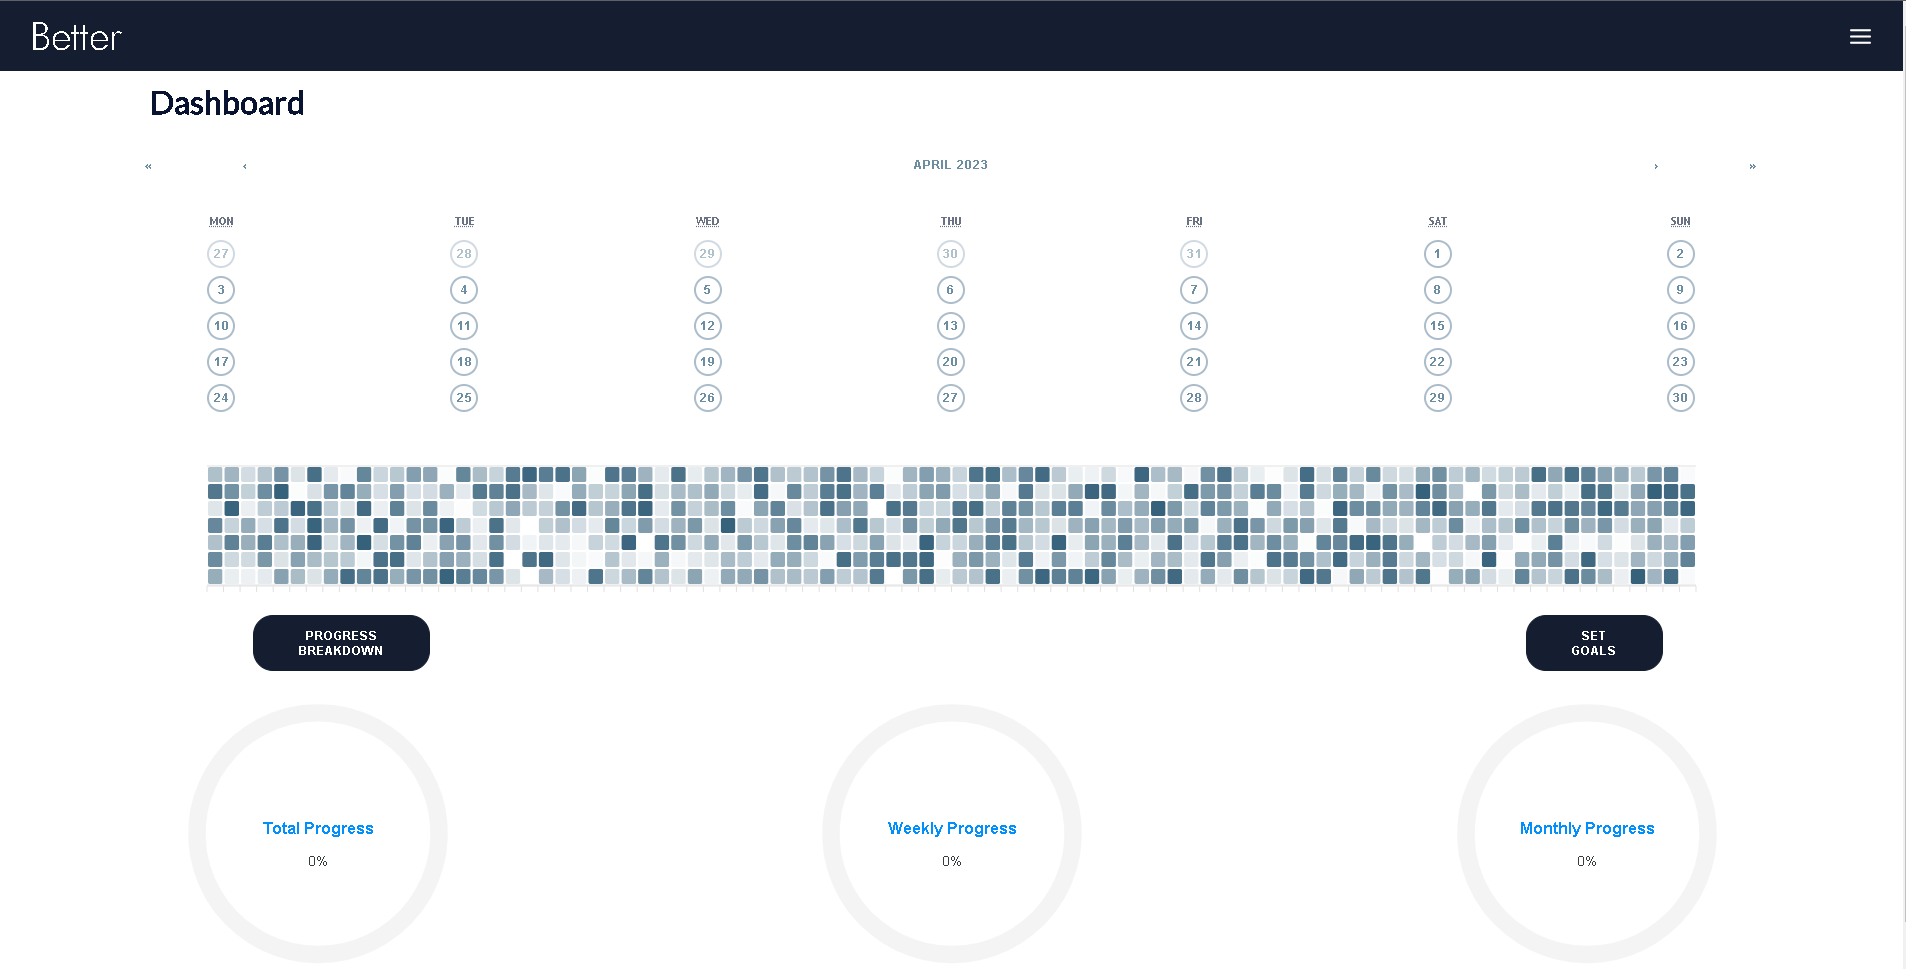 Better
Dashboard
« ‹ APRIL 2023 › »
MON TUE WED THU FRI SAT SUN
27 28 29 30 31 1 2
3 4 5 6 7 8 9
10 11 12 13 14 15 16
17 18 19 20 21 22 23
24 25 26 27 28 29 30
PROGRESS
BREAKDOWN
SET
GOALS
Total Progress
0%
Weekly Progress
0%
Monthly Progress
0%